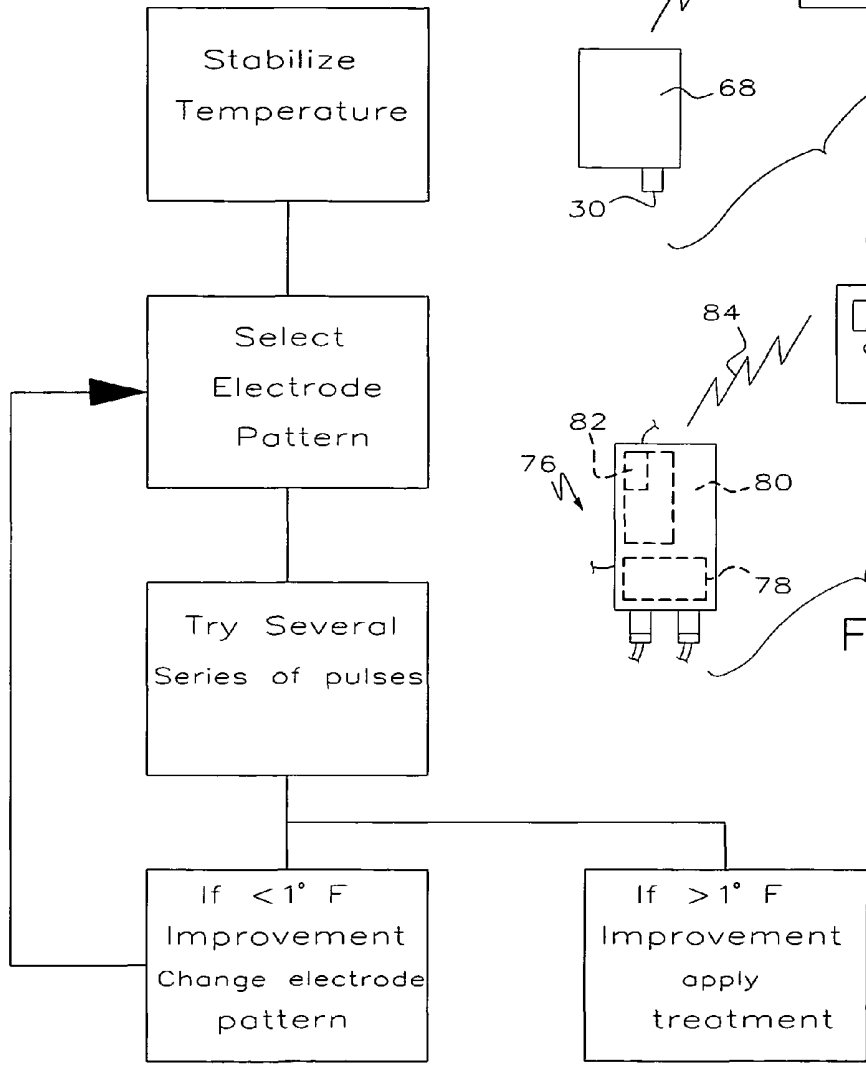 Stabilize
Temperature
Select
Electrode
Pattern
Try Several
Series of pulses
If <1° F
Improvement
Change electrode
pattern
If >1° F
Improvement
apply
treatment
68
30
84
82
76
80
78
F